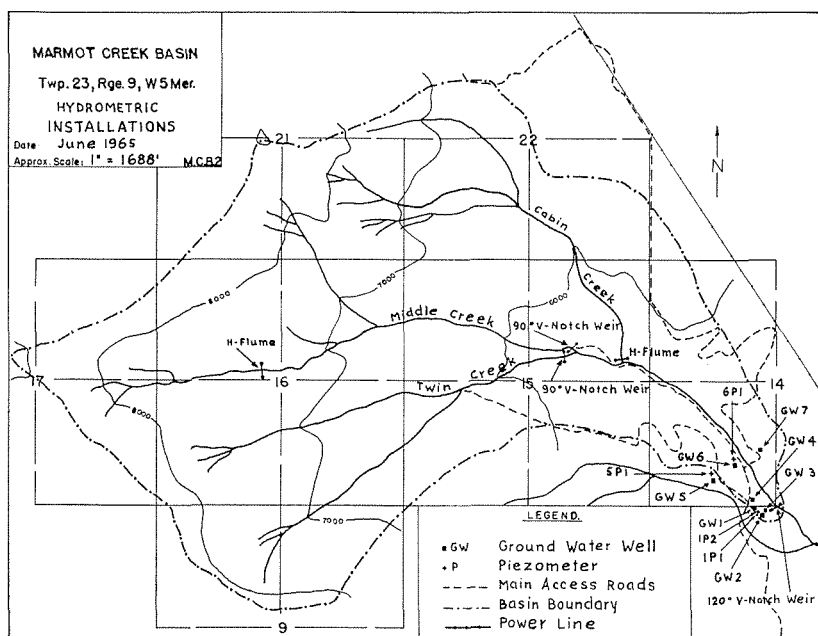 MARMOT CREEK BASIN
Twp. 23, Rge. 9, W5Mer.
HYDROMETRIC
INSTALLATIONS
Date June 1965
Approx. Scale: 1" = 1688' M.C.B.2
21
22
N
Cabin
Creek
8000
7000
6000
Middle Creek
90° V-Notch Weir
H-Flume
H-Flume
17
16
Creek
15
14
Twin
90° V-Notch Weir
6P1
GW7
GW4
GW6
GW3
8000
5P1
GW5
7000
LEGEND.
GW1
1P2
1P1
GW2
GW Ground Water Well
P Piezometer
Main Access Roads
Basin Boundary
Power Line
120° V-Notch Weir
9